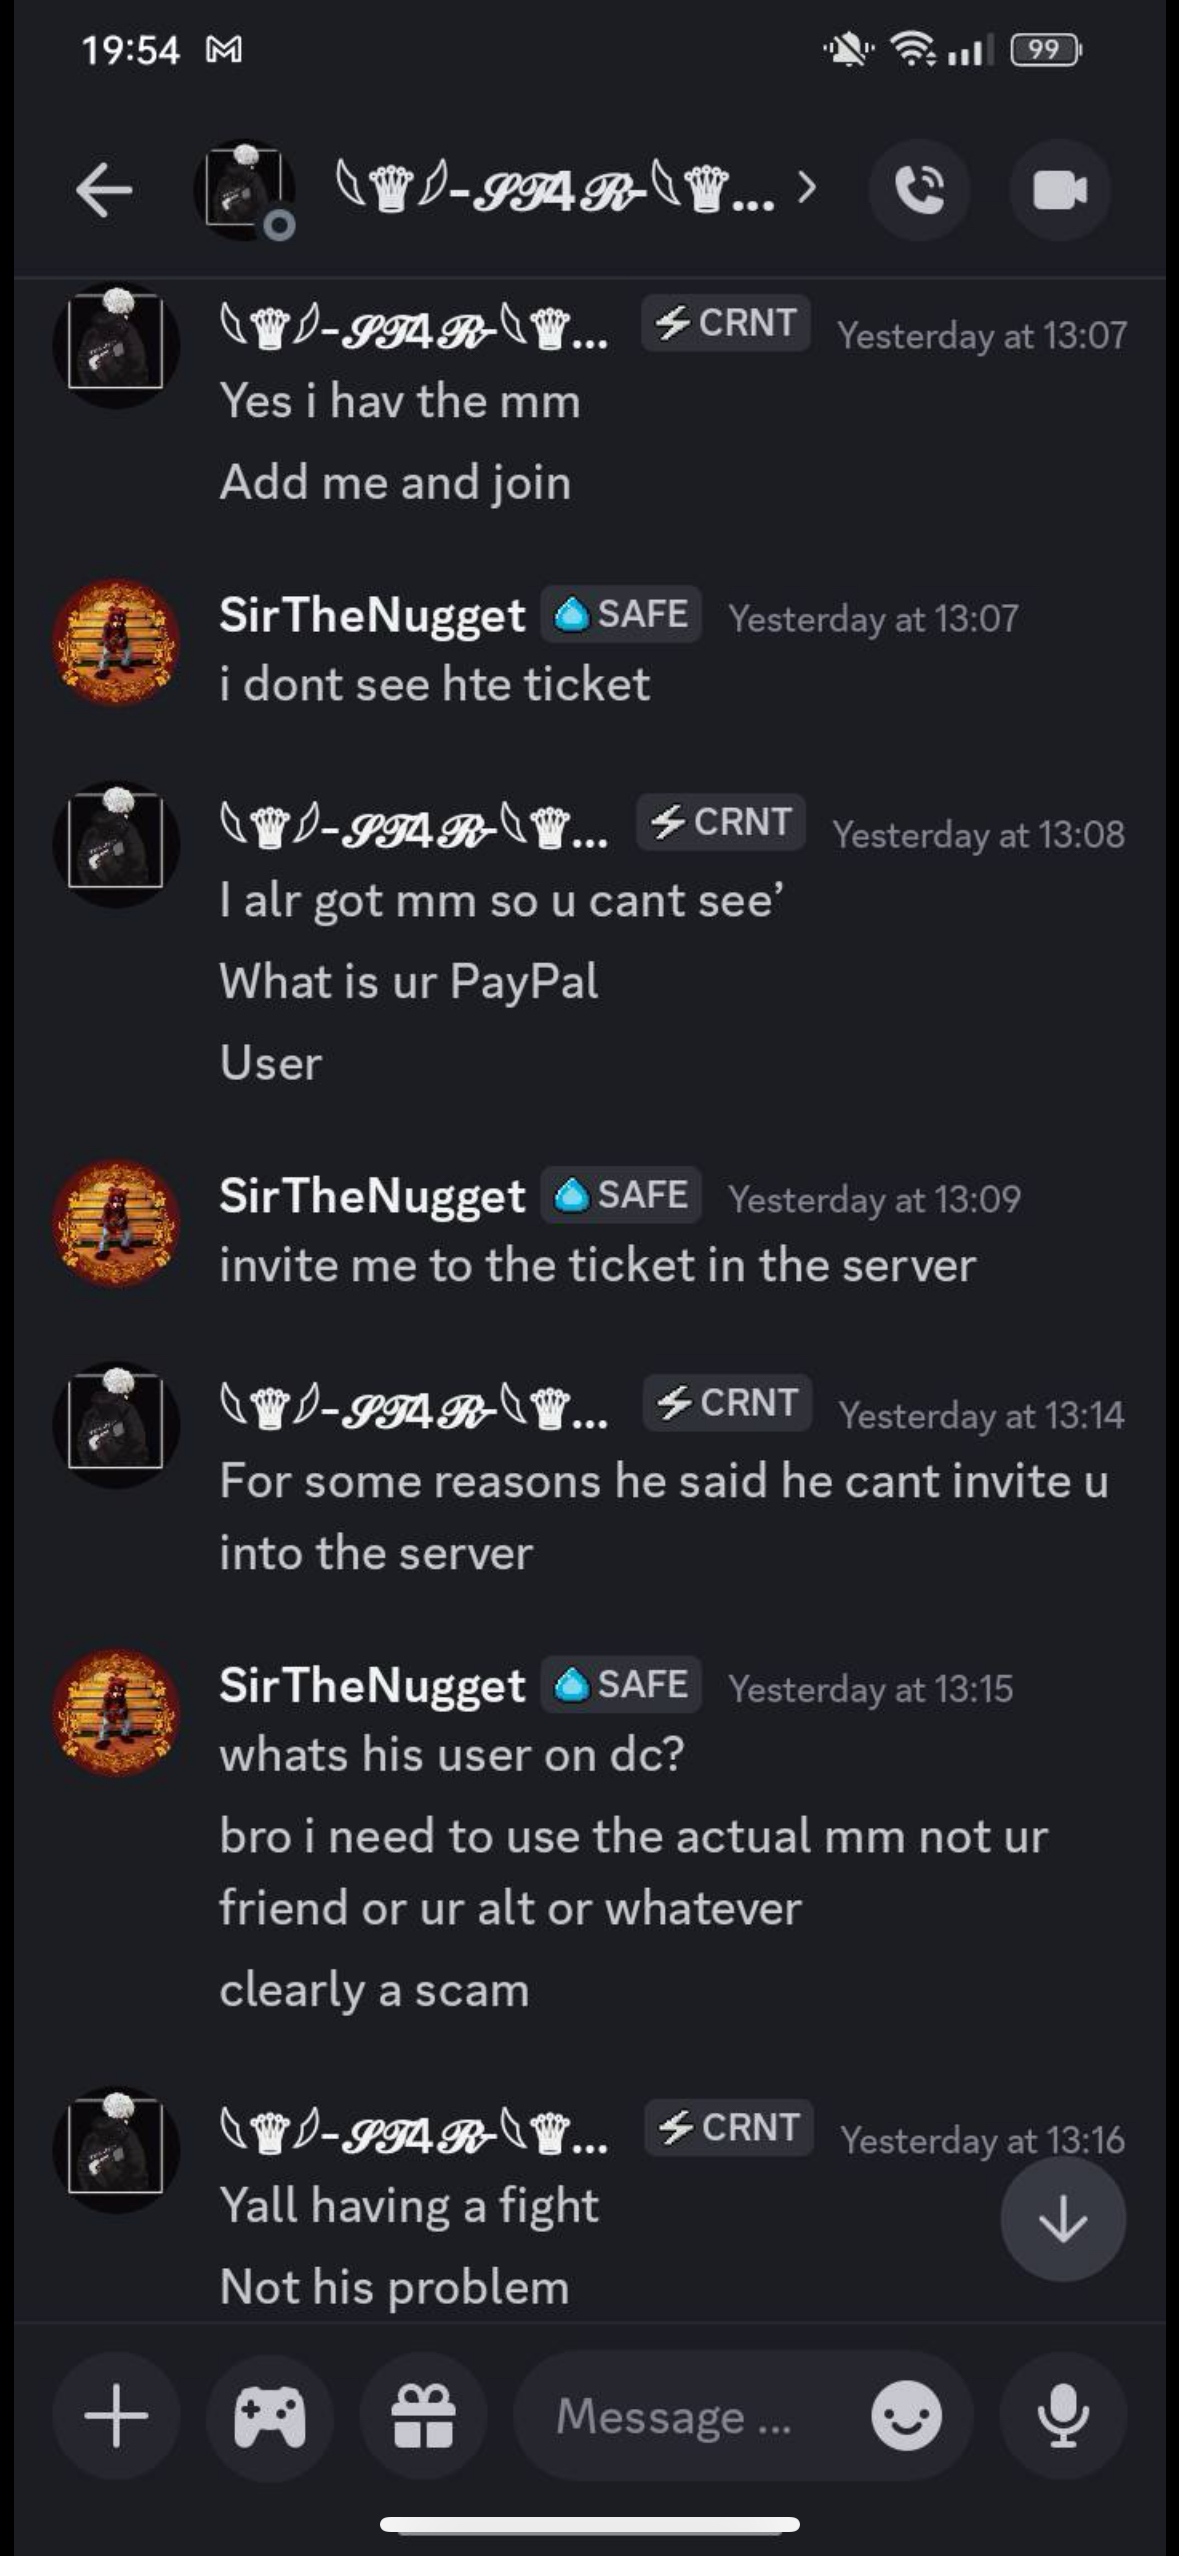 19:54
99
-𝒮𝒯4ℛ-...
-𝒮𝒯4ℛ-... CRNT Yesterday at 13:07
Yes i hav the mm
Add me and join
SirTheNugget SAFE Yesterday at 13:07
i dont see hte ticket
-𝒮𝒯4ℛ-... CRNT Yesterday at 13:08
I alr got mm so u cant see’
What is ur PayPal
User
SirTheNugget SAFE Yesterday at 13:09
invite me to the ticket in the server
-𝒮𝒯4ℛ-... CRNT Yesterday at 13:14
For some reasons he said he cant invite u
into the server
SirTheNugget SAFE Yesterday at 13:15
whats his user on dc?
bro i need to use the actual mm not ur
friend or ur alt or whatever
clearly a scam
-𝒮𝒯4ℛ-... CRNT Yesterday at 13:16
Yall having a fight
Not his problem
Message ...